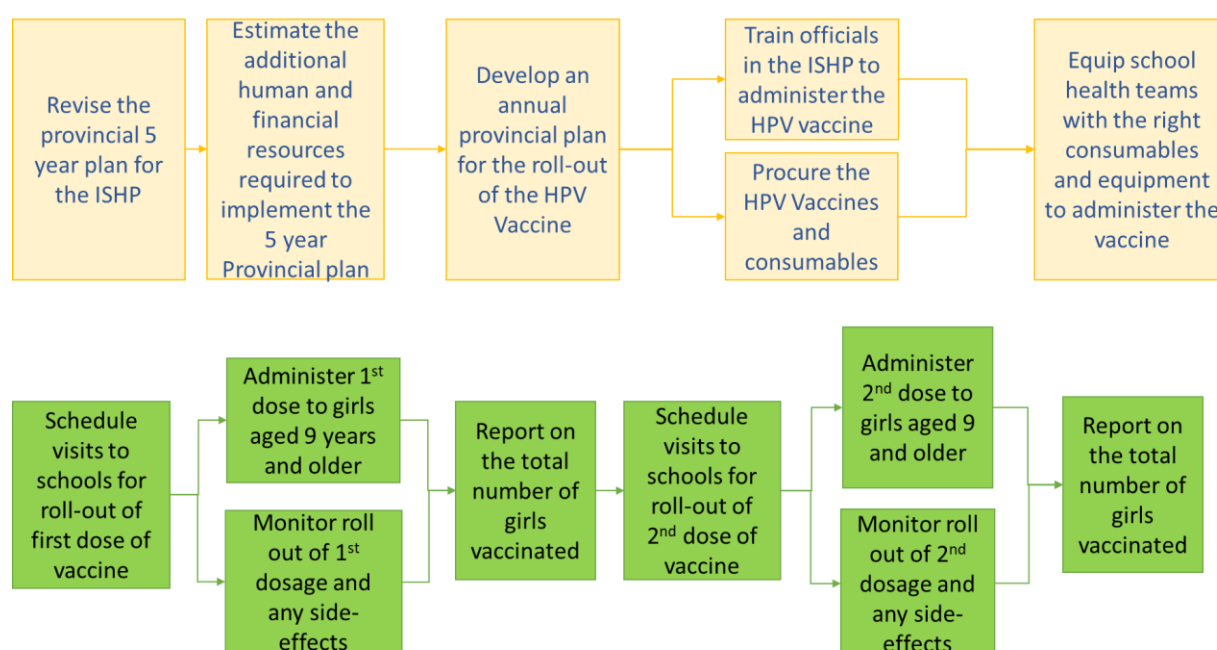 Revise the
provincial 5
year plan for
the ISHP
Estimate the
additional
human and
financial
resources
required to
implement the
5 year
Provincial plan
Develop an
annual
provincial plan
for the roll-out
of the HPV
Vaccine
Train officials
in the ISHP to
administer the
HPV vaccine
Procure the
HPV Vaccines
and
consumables
Equip school
health teams
with the right
consumables
and equipment
to administer the
vaccine
Schedule
visits to
schools for
roll-out of
first dose of
vaccine
Administer 1st
dose to girls
aged 9 years
and older
Monitor roll
out of 1st
dosage and
any side-
effects
Report on
the total
number of
girls
vaccinated
Schedule
visits to
schools for
roll-out of
2nd dose of
vaccine
Administer
2nd dose to
girls aged 9
and older
Monitor roll
out of 2nd
dosage and
any side-
effects
Report on
the total
number of
girls
vaccinated